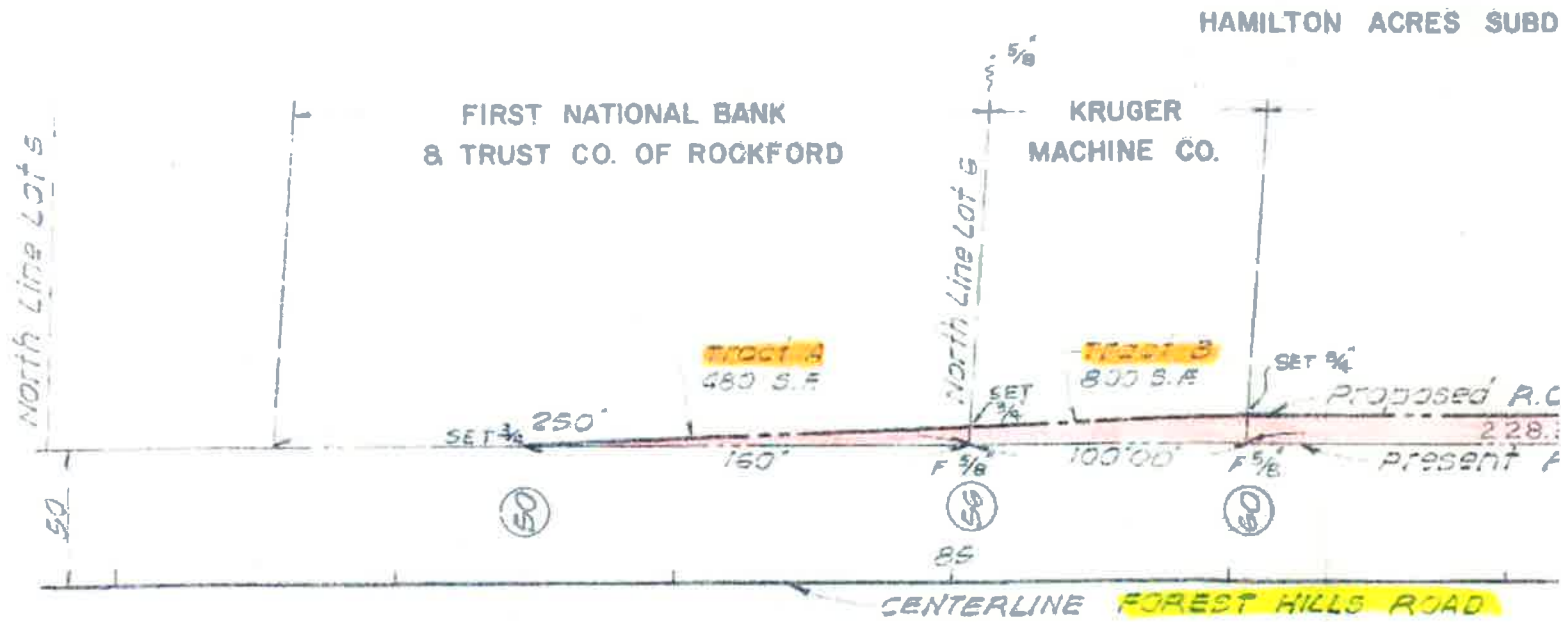 HAMILTON ACRES SUBD
5/8"
FIRST NATIONAL BANK
& TRUST CO. OF ROCKFORD
KRUGER
MACHINE CO.
North Line Lot 5
North Line Lot 6
Tract A
480 S.F.
Tract B
800 S.F.
SET 3/4"
SET 3/4"
Proposed R.O
SET 3/4
250'
228.
160'
F 5/8"
100.00'
F 5/8"
Present
50
50
56
60
85
CENTERLINE FOREST HILLS ROAD